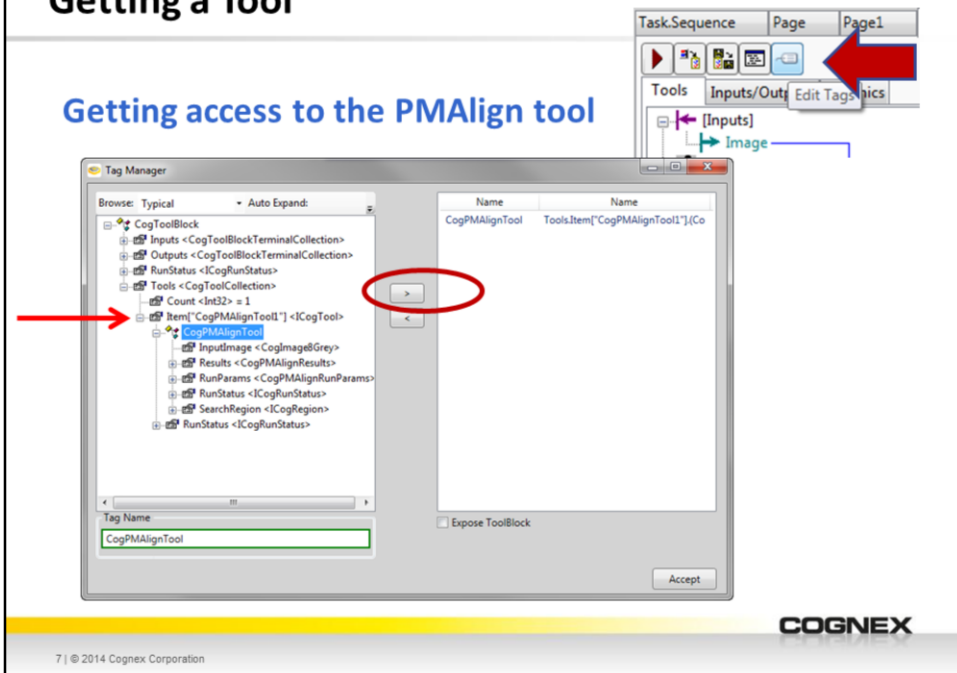 Getting a Tool
Task.Sequence Page Page1
Tools Inputs/Outp
Edit Tags
[Inputs]
Image
Getting access to the PMAlign tool
Tag Manager
Browse: Typical Auto Expand:
CogToolBlock
Inputs <CogToolBlockTerminalCollection>
Outputs <CogToolBlockTerminalCollection>
RunStatus <ICogRunStatus>
Tools <CogToolCollection>
Count <Int32> = 1
Item["CogPMAlignTool1"] <ICogTool>
CogPMAlignTool
InputImage <CogImage8Grey>
Results <CogPMAlignResults>
RunParams <CogPMAlignRunParams>
RunStatus <ICogRunStatus>
SearchRegion <ICogRegion>
RunStatus <ICogRunStatus>
Tag Name
CogPMAlignTool
>
<
Name Name
CogPMAlignTool Tools.Item["CogPMAlignTool1"].(Co
Expose ToolBlock
Accept
COGNEX
7 | © 2014 Cognex Corporation